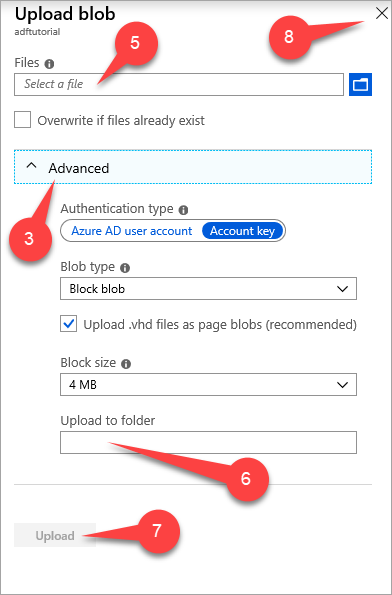 Upload blob
adftutorial
8
5
Files
Select a file
Overwrite if files already exist
Advanced
3
Authentication type
Azure AD user account Account key
Blob type
Block blob
Upload .vhd files as page blobs (recommended)
Block size
4 MB
Upload to folder
6
Upload
7